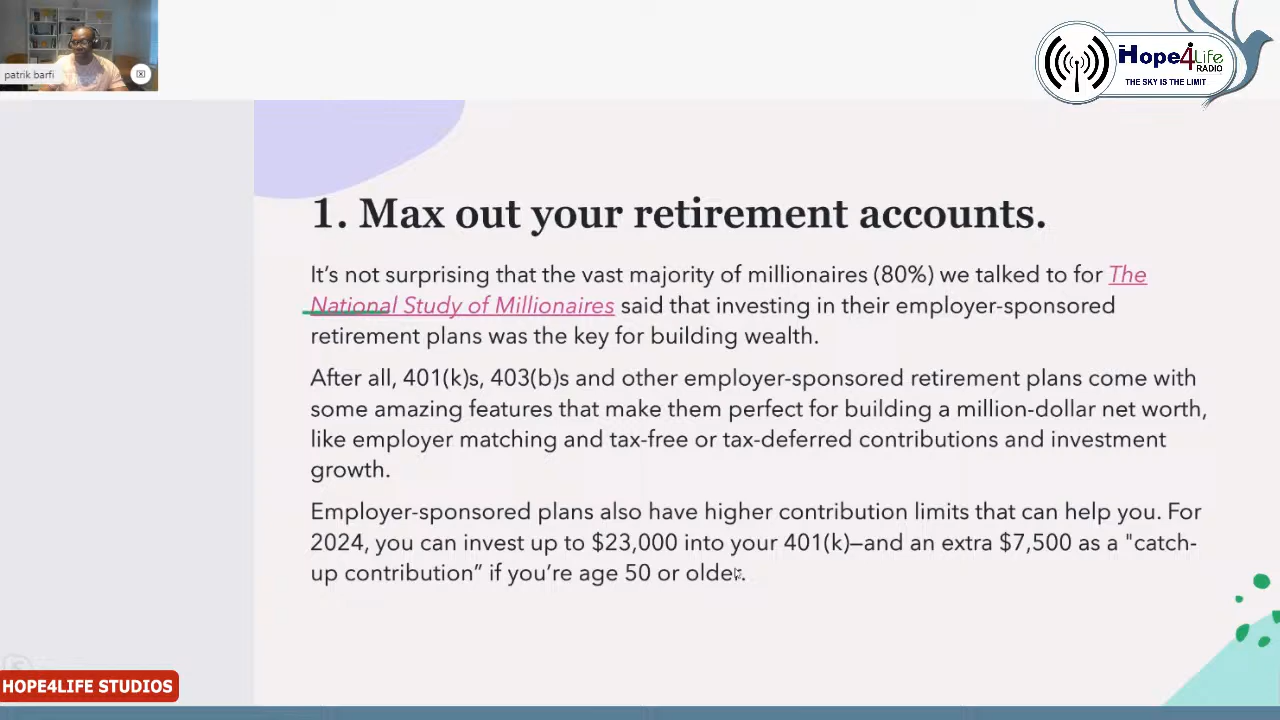 patrik barfi
Hope4Life
RADIO
THE SKY IS THE LIMIT
1. Max out your retirement accounts.
It’s not surprising that the vast majority of millionaires (80%) we talked to for The
National Study of Millionaires said that investing in their employer-sponsored
retirement plans was the key for building wealth.
After all, 401(k)s, 403(b)s and other employer-sponsored retirement plans come with
some amazing features that make them perfect for building a million-dollar net worth,
like employer matching and tax-free or tax-deferred contributions and investment
growth.
Employer-sponsored plans also have higher contribution limits that can help you. For
2024, you can invest up to $23,000 into your 401(k)—and an extra $7,500 as a "catch-
up contribution” if you’re age 50 or older.
HOPE4LIFE STUDIOS